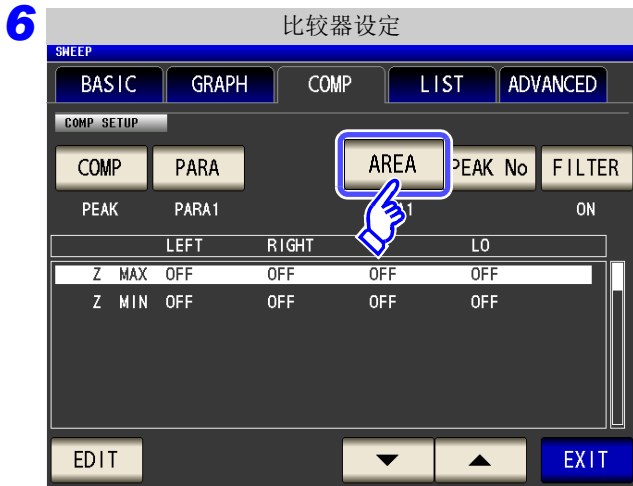 6
比较器设定
SWEEP
BASIC GRAPH COMP LIST ADVANCED
COMP SETUP
COMP PARA AREA PEAK No FILTER
PEAK PARA1 1 ON
LEFT RIGHT LO
Z MAX OFF OFF OFF OFF
Z MIN OFF OFF OFF OFF
EDIT ▼ ▲ EXIT